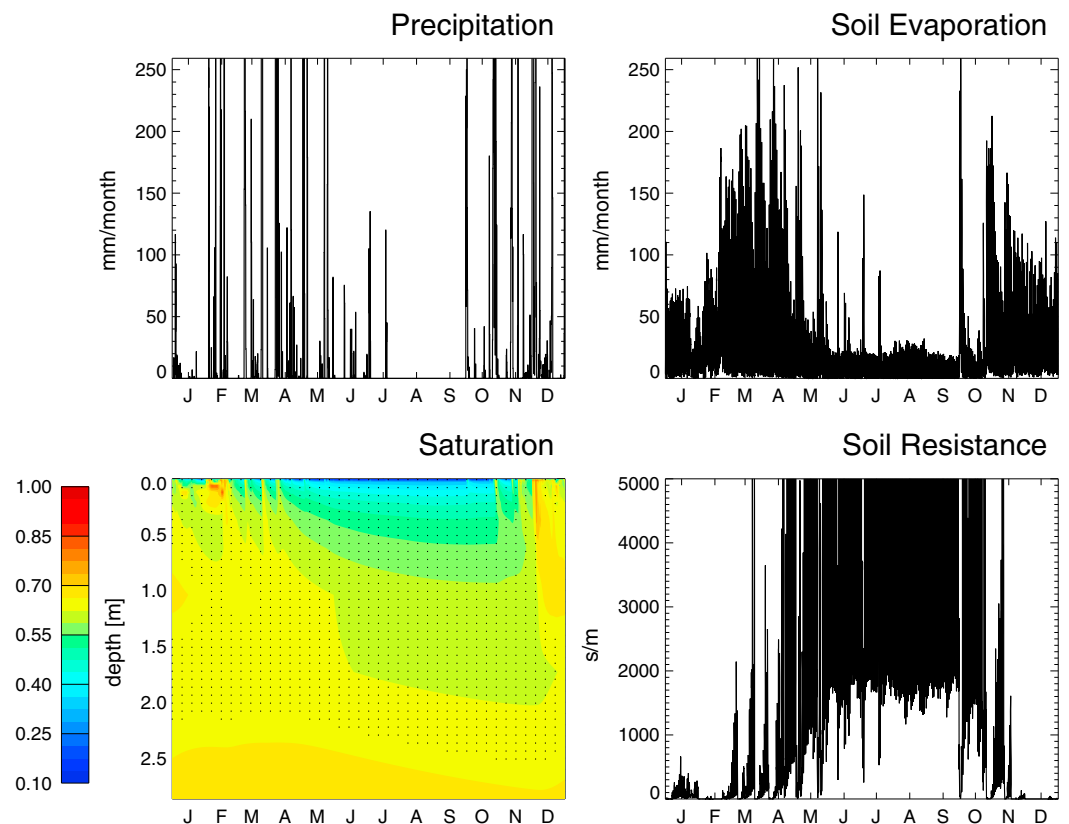 Precipitation
250
200
150
100
50
0
mm/month
J F M A M J J A S O N D
Soil Evaporation
250
200
150
100
50
0
mm/month
J F M A M J J A S O N D
Saturation
1.00
0.85
0.70
0.55
0.40
0.25
0.10
0.0
0.5
1.0
1.5
2.0
2.5
depth [m]
J F M A M J J A S O N D
Soil Resistance
5000
4000
3000
2000
1000
0
s/m
J F M A M J J A S O N D